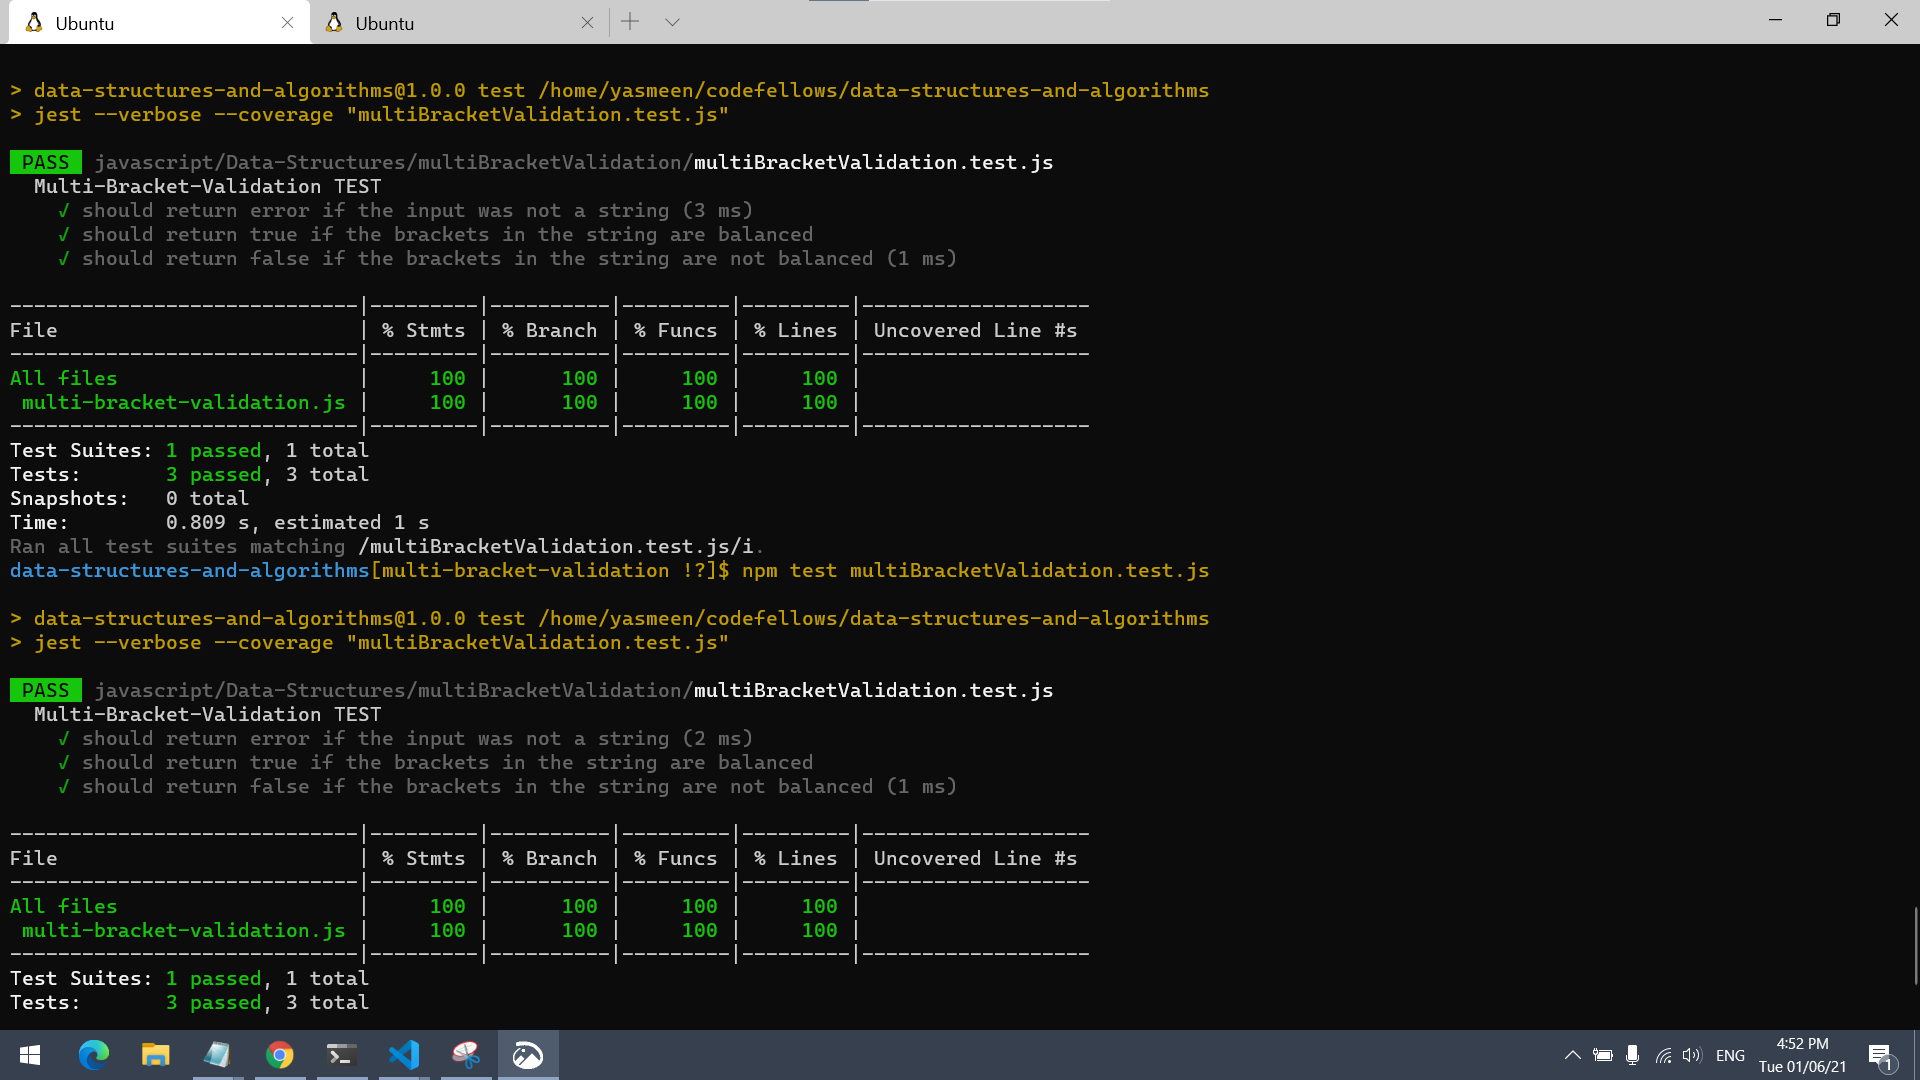 Ubuntu
Ubuntu
> data-structures-and-algorithms@1.0.0 test /home/yasmeen/codefellows/data-structures-and-algorithms
> jest --verbose --coverage "multiBracketValidation.test.js"
PASS javascript/Data-Structures/multiBracketValidation/multiBracketValidation.test.js
Multi-Bracket-Validation TEST
√ should return error if the input was not a string (3 ms)
√ should return true if the brackets in the string are balanced
√ should return false if the brackets in the string are not balanced (1 ms)
-----------------------------|---------|----------|---------|---------|-------------------
File | % Stmts | % Branch | % Funcs | % Lines | Uncovered Line #s
-----------------------------|---------|----------|---------|---------|-------------------
All files | 100 | 100 | 100 | 100 |
multi-bracket-validation.js | 100 | 100 | 100 | 100 |
-----------------------------|---------|----------|---------|---------|-------------------
Test Suites: 1 passed, 1 total
Tests: 3 passed, 3 total
Snapshots: 0 total
Time: 0.809 s, estimated 1 s
Ran all test suites matching /multiBracketValidation.test.js/i.
data-structures-and-algorithms[multi-bracket-validation !?]$ npm test multiBracketValidation.test.js
> data-structures-and-algorithms@1.0.0 test /home/yasmeen/codefellows/data-structures-and-algorithms
> jest --verbose --coverage "multiBracketValidation.test.js"
PASS javascript/Data-Structures/multiBracketValidation/multiBracketValidation.test.js
Multi-Bracket-Validation TEST
√ should return error if the input was not a string (2 ms)
√ should return true if the brackets in the string are balanced
√ should return false if the brackets in the string are not balanced (1 ms)
-----------------------------|---------|----------|---------|---------|-------------------
File | % Stmts | % Branch | % Funcs | % Lines | Uncovered Line #s
-----------------------------|---------|----------|---------|---------|-------------------
All files | 100 | 100 | 100 | 100 |
multi-bracket-validation.js | 100 | 100 | 100 | 100 |
-----------------------------|---------|----------|---------|---------|-------------------
Test Suites: 1 passed, 1 total
Tests: 3 passed, 3 total
ENG
4:52 PM
Tue 01/06/21
1